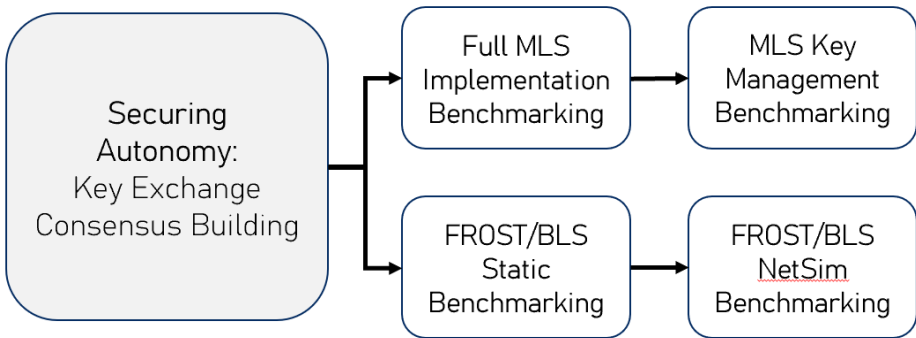 Securing
Autonomy:
Key Exchange
Consensus Building
Full MLS
Implementation
Benchmarking
MLS Key
Management
Benchmarking
FROST/BLS
Static
Benchmarking
FROST/BLS
NetSim
Benchmarking